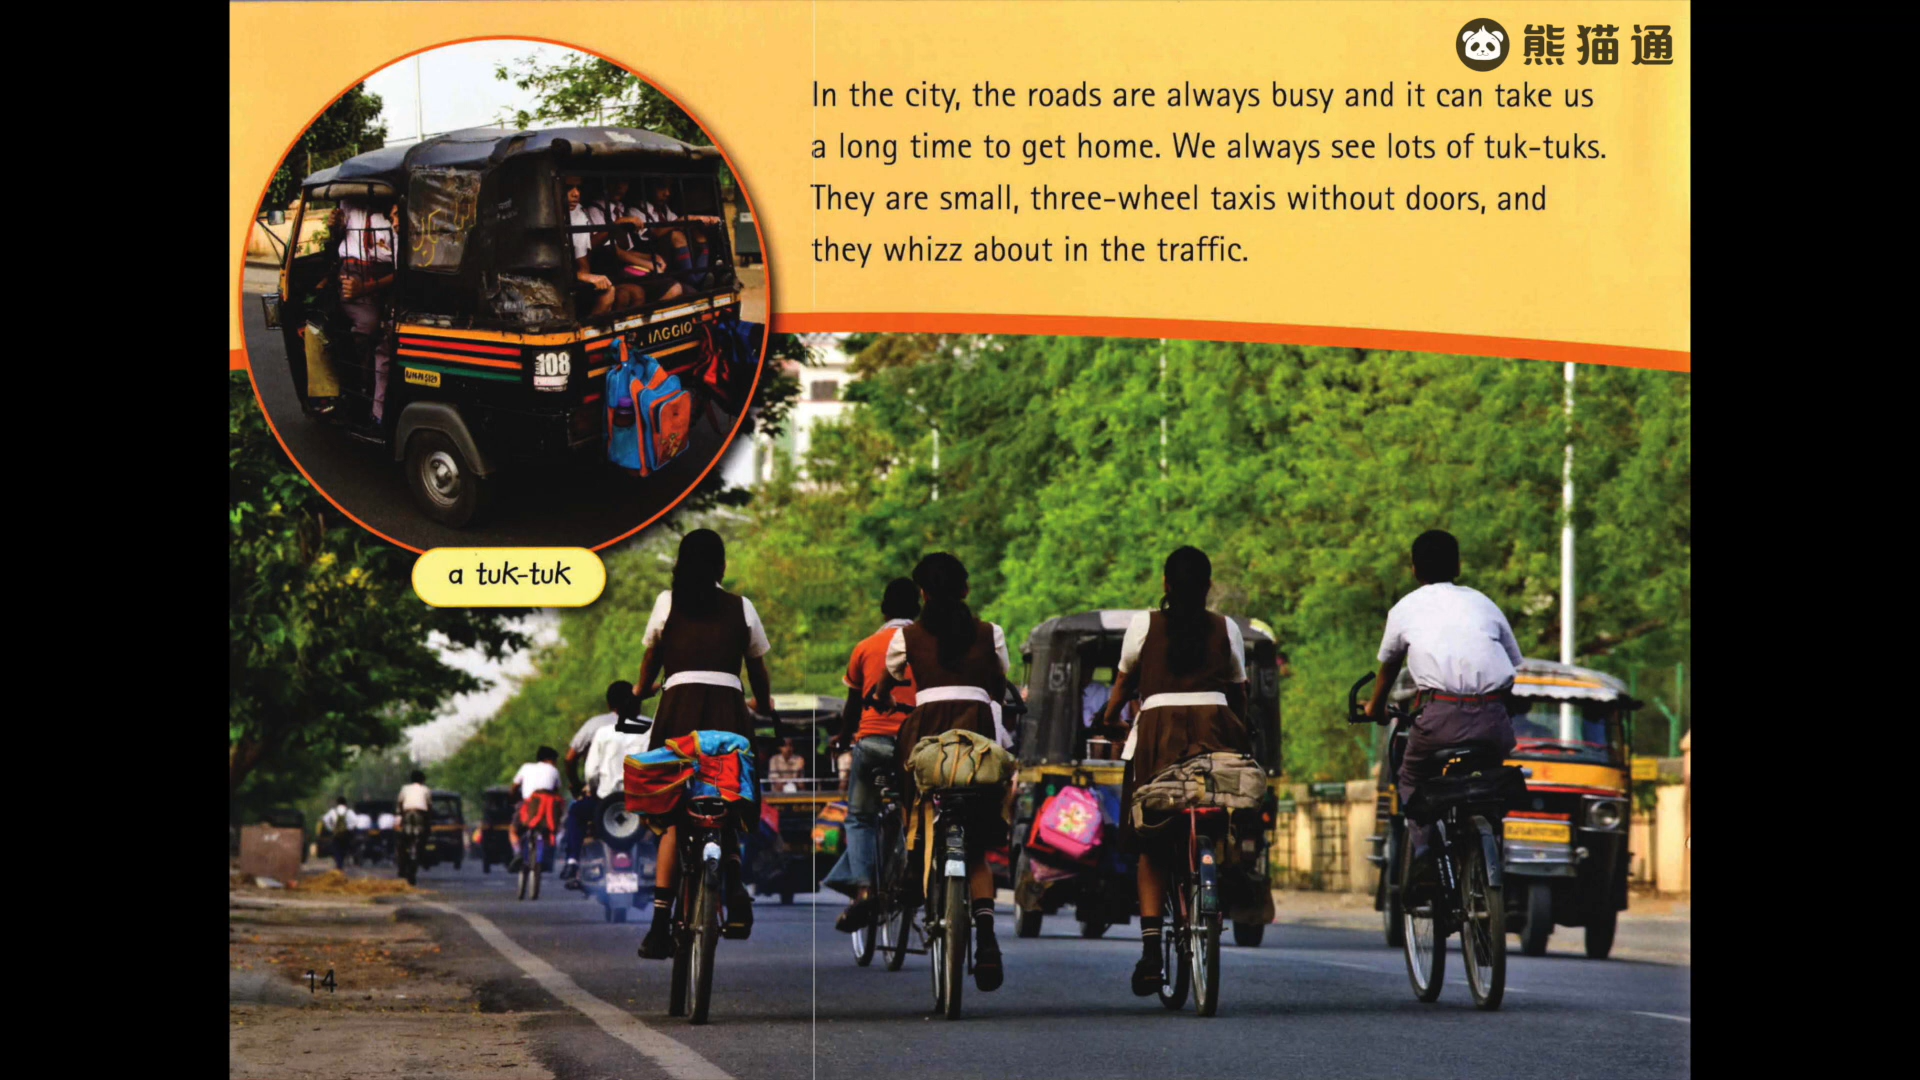 熊猫通
In the city, the roads are always busy and it can take us
a long time to get home. We always see lots of tuk-tuks.
They are small, three-wheel taxis without doors, and
they whizz about in the traffic.
IAGGIO
108
a tuk-tuk
14